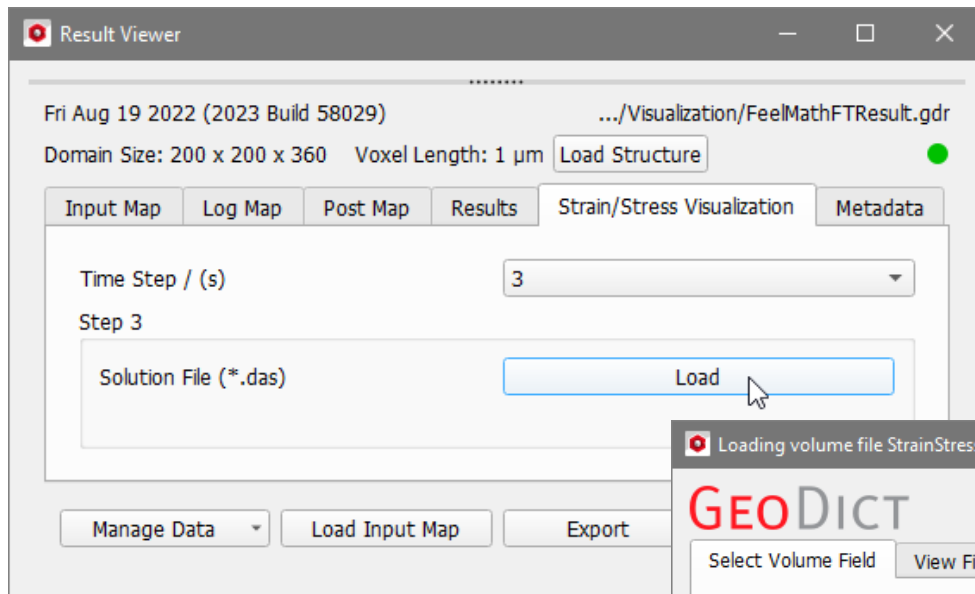 Result Viewer
Fri Aug 19 2022 (2023 Build 58029) .../Visualization/FeelMathFTResult.gdr
Domain Size: 200 x 200 x 360 Voxel Length: 1 µm Load Structure
Input Map Log Map Post Map Results Strain/Stress Visualization Metadata
Time Step / (s) 3
Step 3
Solution File (*.das) Load
Loading volume file StrainStres
GEODICT
Manage Data Load Input Map Export
Select Volume Field View Fi